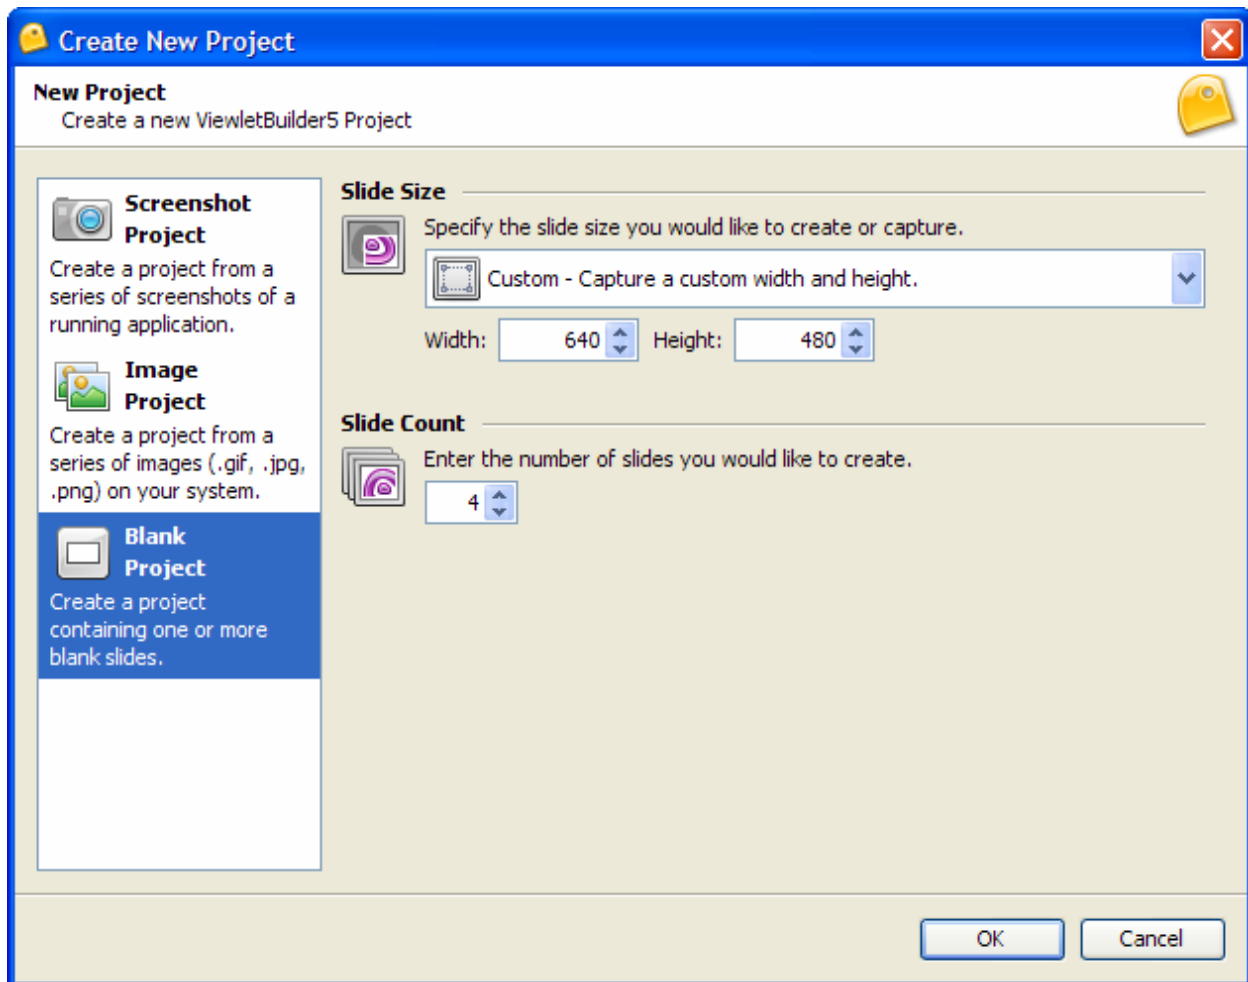 Create New Project
New Project
Create a new ViewletBuilder5 Project
Screenshot
Project
Create a project from a
series of screenshots of a
running application.
Image
Project
Create a project from a
series of images (.gif, .jpg,
.png) on your system.
Blank
Project
Create a project
containing one or more
blank slides.
Slide Size
Specify the slide size you would like to create or capture.
Custom - Capture a custom width and height.
Width: 640 Height: 480
Slide Count
Enter the number of slides you would like to create.
4
OK Cancel